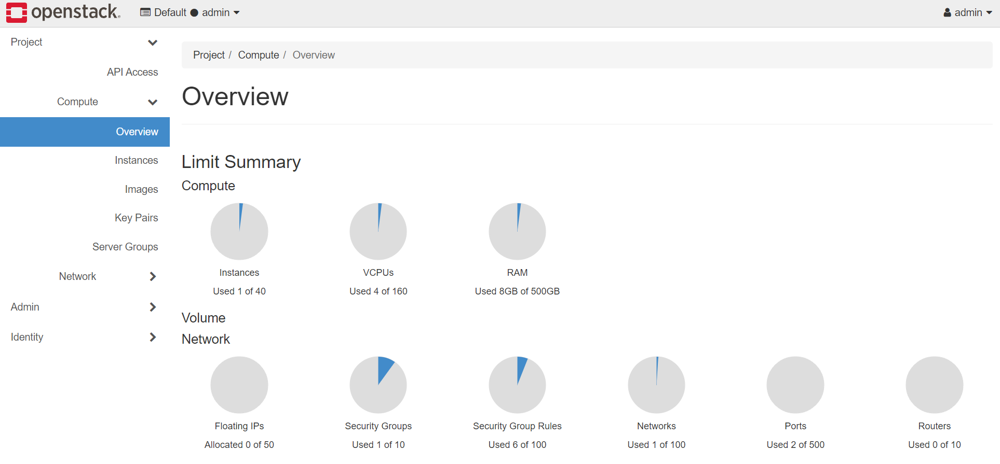 openstack.
Default ● admin
admin
Project
API Access
Compute
Overview
Instances
Images
Key Pairs
Server Groups
Network
Admin
Identity
Project / Compute / Overview
Overview
Limit Summary
Compute
Instances
Used 1 of 40
VCPUs
Used 4 of 160
RAM
Used 8GB of 500GB
Volume
Network
Floating IPs
Allocated 0 of 50
Security Groups
Used 1 of 10
Security Group Rules
Used 6 of 100
Networks
Used 1 of 100
Ports
Used 2 of 500
Routers
Used 0 of 10